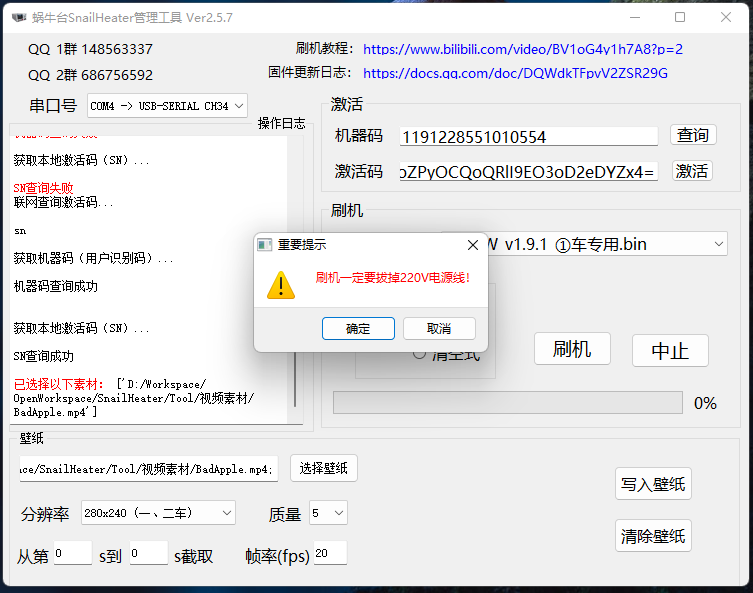 蜗牛台SnailHeater管理工具 Ver2.5.7
QQ 1群 148563337
刷机教程： https://www.bilibili.com/video/BV1oG4y1h7A8?p=2
QQ 2群 686756592
固件更新日志： https://docs.qq.com/doc/DQWdkTFpvV2ZSR29G
串口号
COM4 -> USB-SERIAL CH34
操作日志
获取本地激活码（SN）...
SN查询失败
联网查询激活码...
sn
获取机器码（用户识别码）...
机器码查询成功
获取本地激活码（SN）...
SN查询成功
已选择以下素材： ['D:/Workspace/
OpenWorkspace/SnailHeater/Tool/视频素材/
BadApple.mp4']
激活
机器码 1191228551010554 查询
激活码 oZPyOCQoQRlI9EO3oD2eDYZx4= 激活
刷机
W v1.9.1 ①车专用.bin
重要提示
刷机一定要拔掉220V电源线!
确定 取消
清空式
刷机 中止
0%
壁纸
ce/SnailHeater/Tool/视频素材/BadApple.mp4; 选择壁纸
分辨率 280x240（一、二车） 质量 5
从第 0 s到 0 s截取 帧率(fps) 20
写入壁纸
清除壁纸